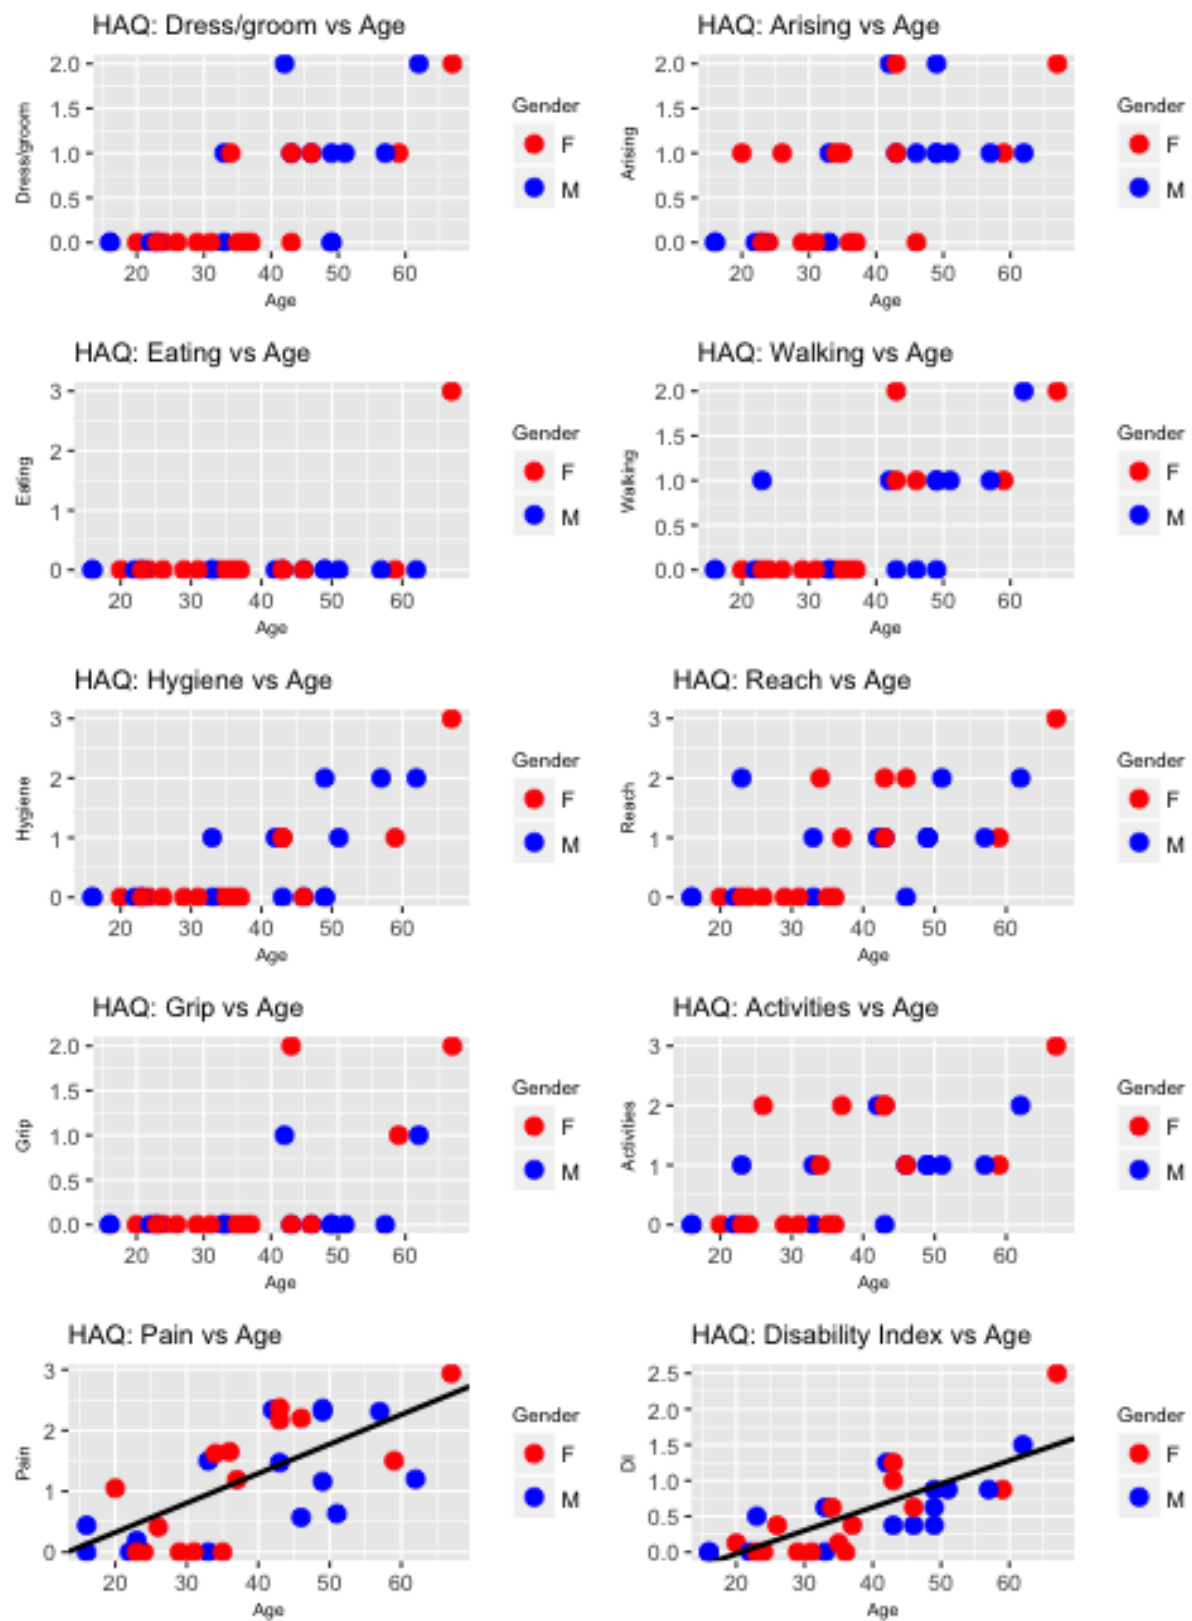 HAQ: Dress/groom vs Age
Dress/groom
2.0
1.5
1.0
0.5
0.0
20 30 40 50 60
Age
Gender
F
M
HAQ: Arising vs Age
Arising
2.0
1.5
1.0
0.5
0.0
20 30 40 50 60
Age
Gender
F
M
HAQ: Eating vs Age
Eating
3
2
1
0
20 30 40 50 60
Age
Gender
F
M
HAQ: Walking vs Age
Walking
2.0
1.5
1.0
0.5
0.0
20 30 40 50 60
Age
Gender
F
M
HAQ: Hygiene vs Age
Hygiene
3
2
1
0
20 30 40 50 60
Age
Gender
F
M
HAQ: Reach vs Age
Reach
3
2
1
0
20 30 40 50 60
Age
Gender
F
M
HAQ: Grip vs Age
Grip
2.0
1.5
1.0
0.5
0.0
20 30 40 50 60
Age
Gender
F
M
HAQ: Activities vs Age
Activities
3
2
1
0
20 30 40 50 60
Age
Gender
F
M
HAQ: Pain vs Age
Pain
3
2
1
0
20 30 40 50 60
Age
Gender
F
M
HAQ: Disability Index vs Age
DI
2.5
2.0
1.5
1.0
0.5
0.0
20 30 40 50 60
Age
Gender
F
M